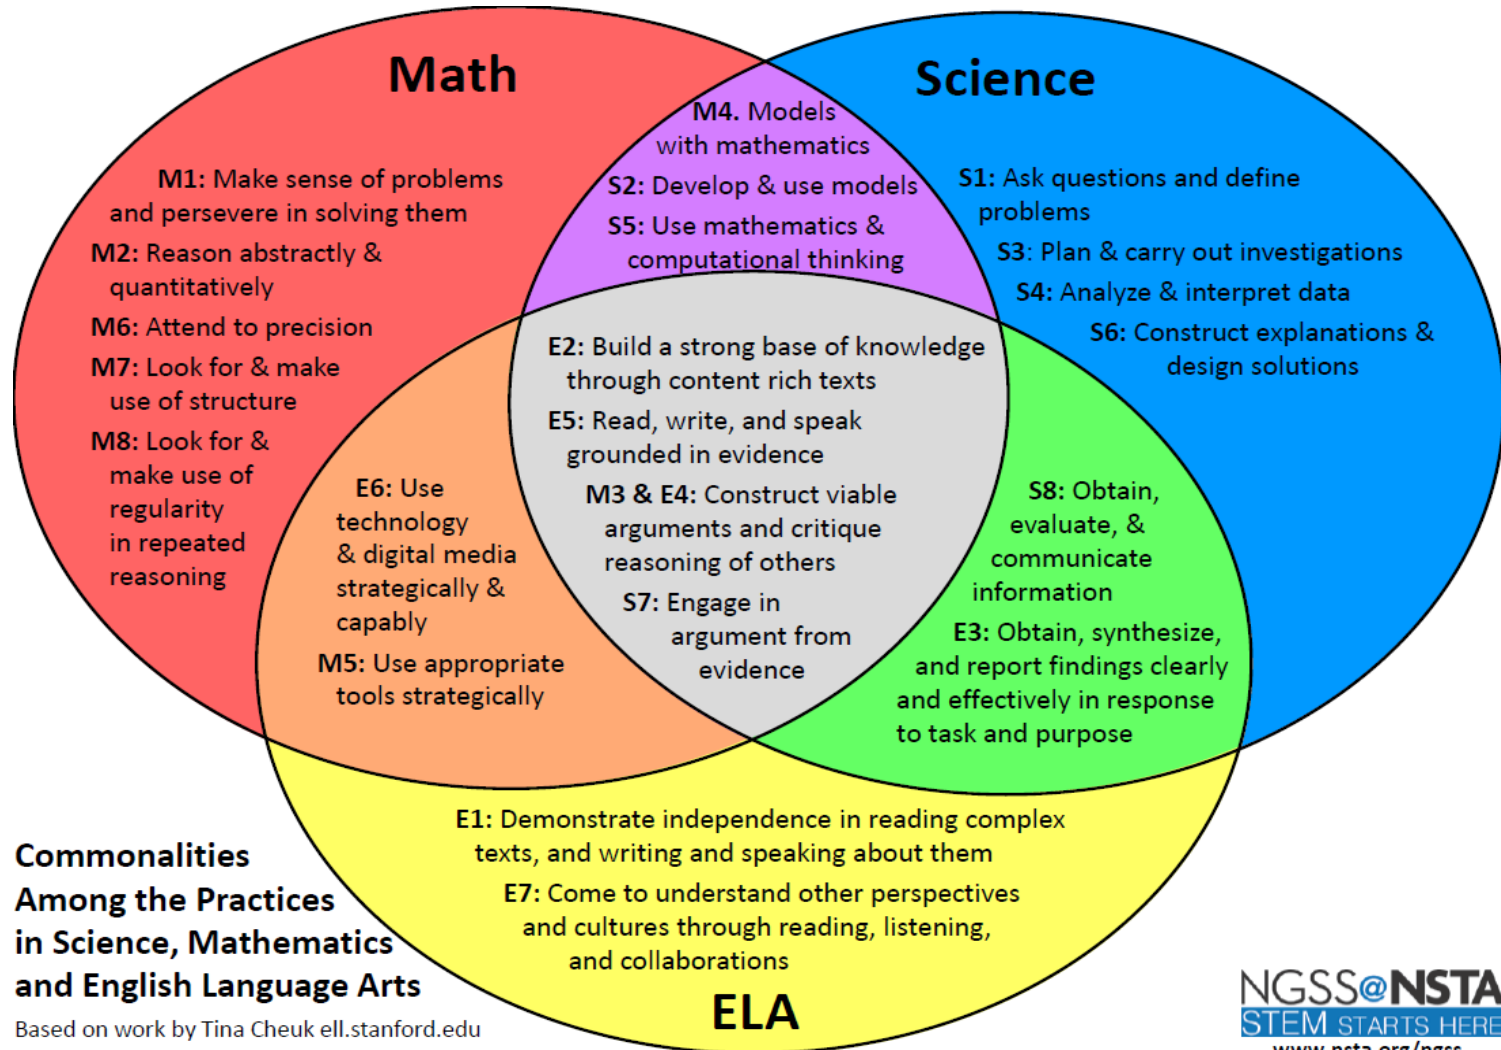 Math
Science
M4. Models
with mathematics
S2: Develop & use models
S5: Use mathematics &
computational thinking
M1: Make sense of problems
and persevere in solving them
M2: Reason abstractly &
quantitatively
M6: Attend to precision
M7: Look for & make
use of structure
M8: Look for &
make use of
regularity
in repeated
reasoning
S1: Ask questions and define
problems
S3: Plan & carry out investigations
S4: Analyze & interpret data
S6: Construct explanations &
design solutions
E2: Build a strong base of knowledge
through content rich texts
E5: Read, write, and speak
grounded in evidence
M3 & E4: Construct viable
arguments and critique
reasoning of others
S7: Engage in
argument from
evidence
E6: Use
technology
& digital media
strategically &
capably
M5: Use appropriate
tools strategically
S8: Obtain,
evaluate, &
communicate
information
E3: Obtain, synthesize,
and report findings clearly
and effectively in response
to task and purpose
E1: Demonstrate independence in reading complex
texts, and writing and speaking about them
E7: Come to understand other perspectives
and cultures through reading, listening,
and collaborations
ELA
Commonalities
Among the Practices
in Science, Mathematics
and English Language Arts
Based on work by Tina Cheuk ell.stanford.edu
NGSS@NSTA
STEM STARTS HERE
www.nsta.org/ngss